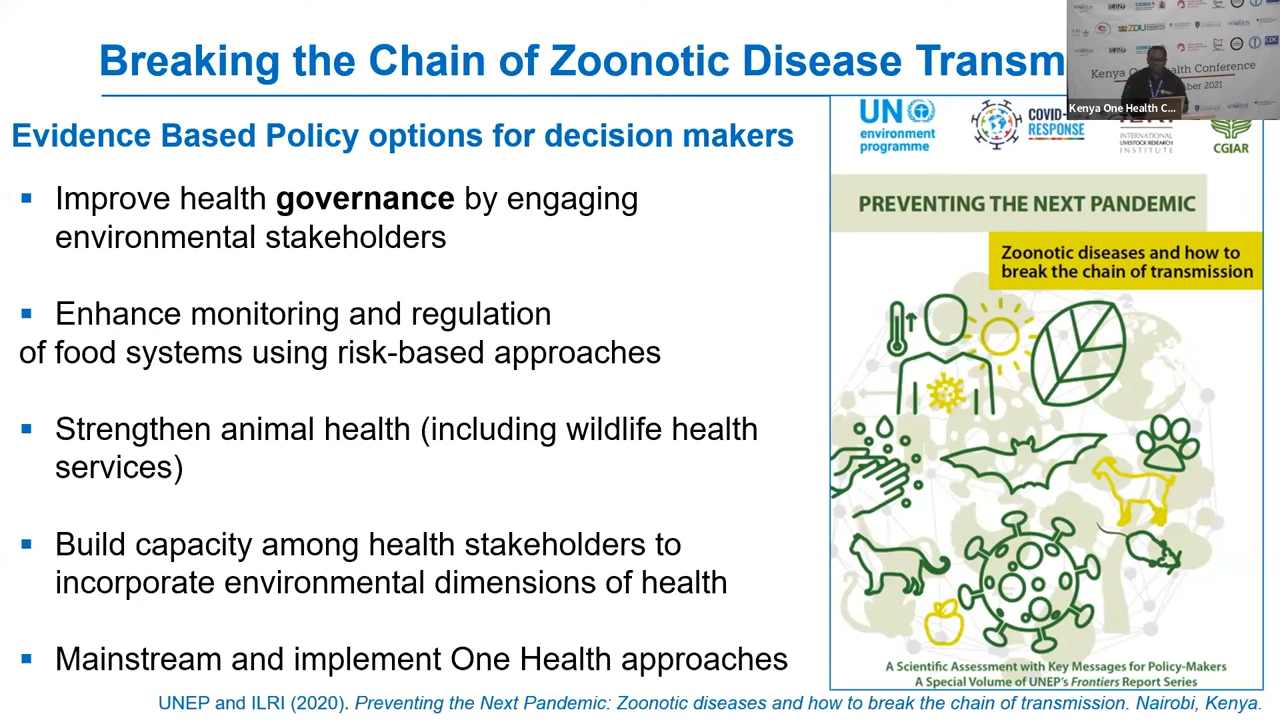 Breaking the Chain of Zoonotic Disease Transm
Kenya One Health Conference
2021
Kenya One Health C...
Evidence Based Policy options for decision makers
▪ Improve health governance by engaging
environmental stakeholders
▪ Enhance monitoring and regulation
of food systems using risk-based approaches
▪ Strengthen animal health (including wildlife health
services)
▪ Build capacity among health stakeholders to
incorporate environmental dimensions of health
▪ Mainstream and implement One Health approaches
UN
environment
programme
COVID-
RESPONSE
INTERNATIONAL
LIVESTOCK RESEARCH
INSTITUTE
CGIAR
PREVENTING THE NEXT PANDEMIC
Zoonotic diseases and how to
break the chain of transmission
A Scientific Assessment with Key Messages for Policy-Makers
A Special Volume of UNEP's Frontiers Report Series
UNEP and ILRI (2020). Preventing the Next Pandemic: Zoonotic diseases and how to break the chain of transmission. Nairobi, Kenya.